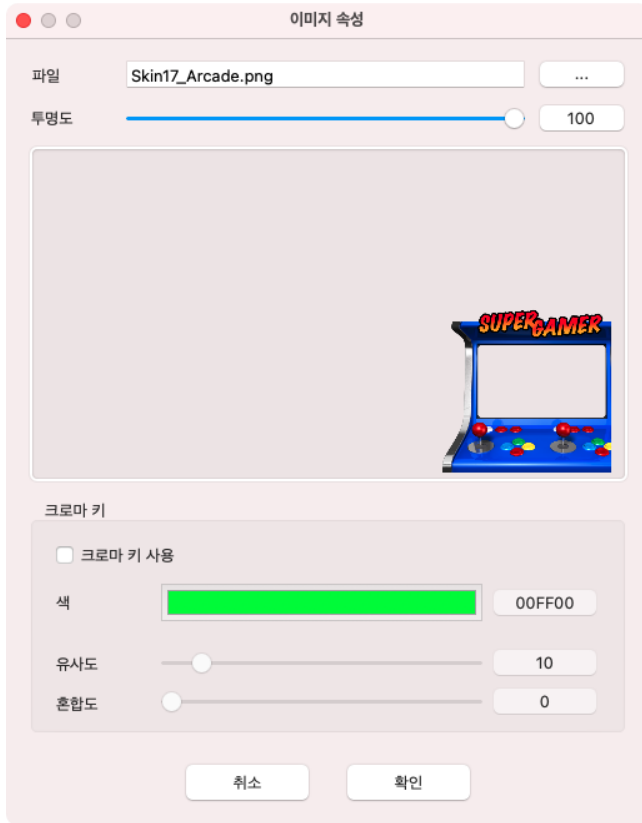 이미지 속성
파일 Skin17_Arcade.png ...
투명도 100
SUPER GAMER
크로마 키
크로마 키 사용
색 00FF00
유사도 10
혼합도 0
취소 확인